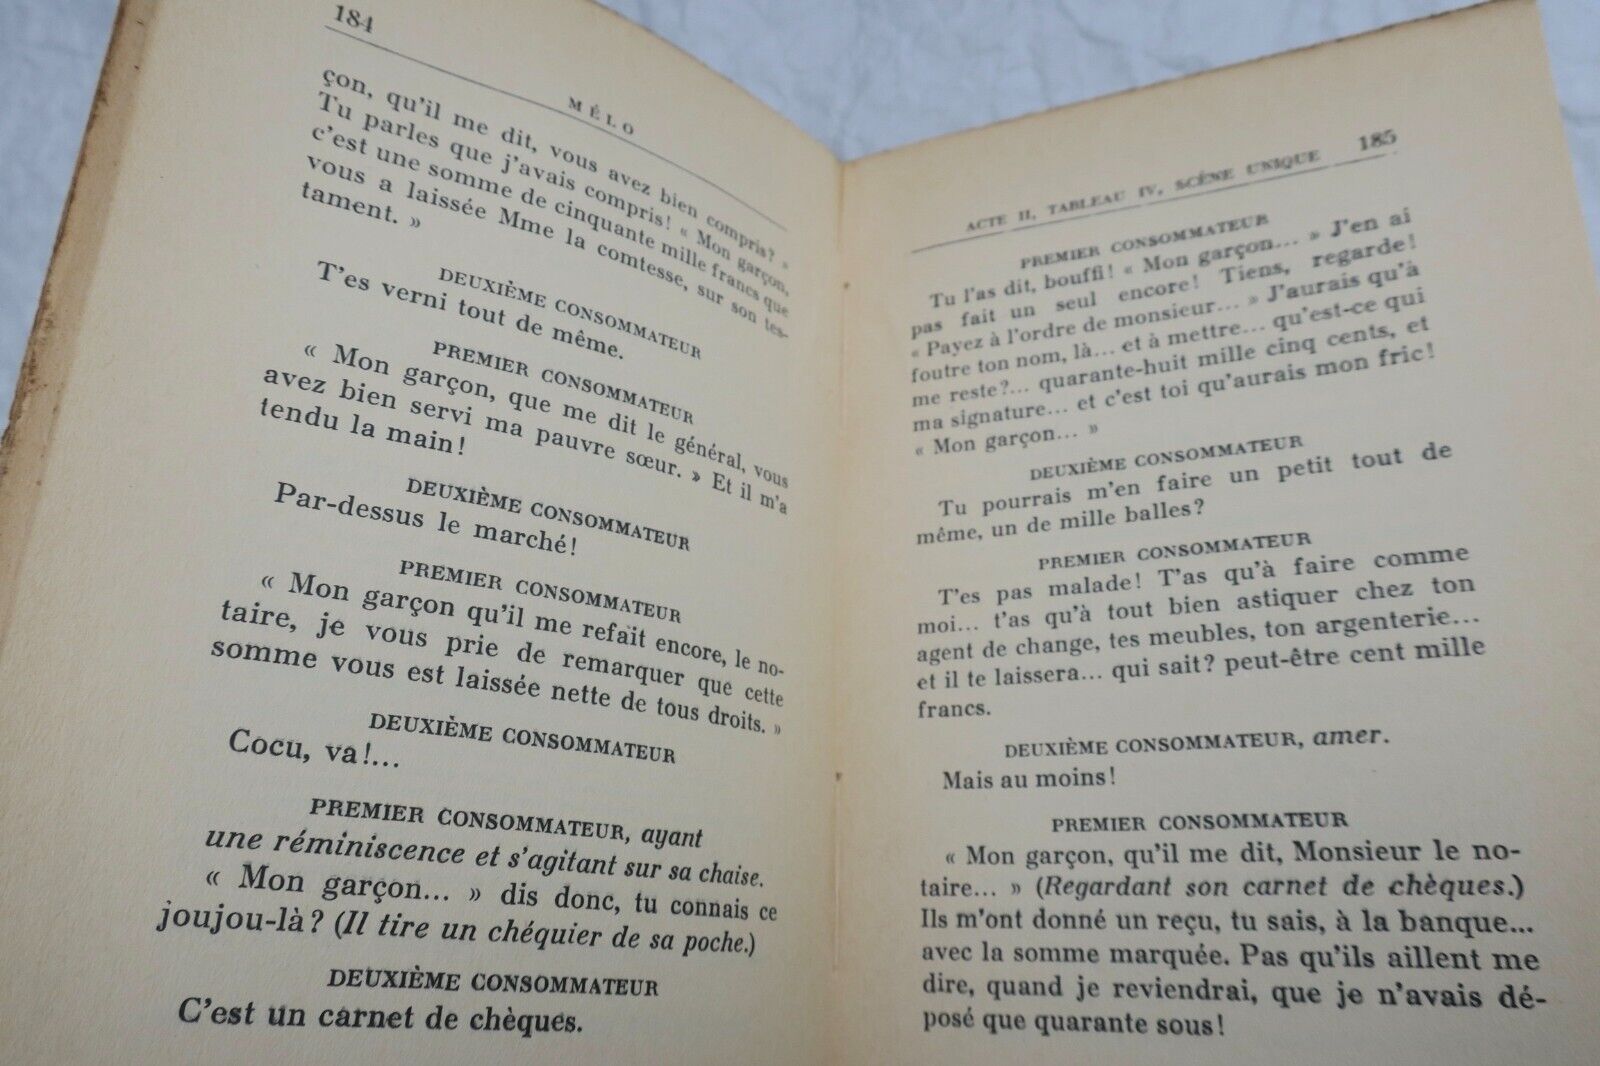 184
MÉLO
çon, qu'il me dit, vous avez bien compris? »
Tu parles que j'avais compris! « Mon garçon,
c'est une somme de cinquante mille francs que
vous a laissée Mme la comtesse, sur son tes-
tament. »
DEUXIÈME CONSOMMATEUR
T'es verni tout de même.
PREMIER CONSOMMATEUR
« Mon garçon, que me dit le général, vous
avez bien servi ma pauvre sœur. » Et il m'a
tendu la main!
DEUXIÈME CONSOMMATEUR
Par-dessus le marché!
PREMIER CONSOMMATEUR
« Mon garçon qu'il me refait encore, le no-
taire, je vous prie de remarquer que cette
somme vous est laissée nette de tous droits. »
DEUXIÈME CONSOMMATEUR
Cocu, va!...
PREMIER CONSOMMATEUR, ayant
une réminiscence et s'agitant sur sa chaise.
« Mon garçon... » dis donc, tu connais ce
joujou-là? (Il tire un chéquier de sa poche.)
DEUXIÈME CONSOMMATEUR
C'est un carnet de chèques.
ACTE II, TABLEAU IV, SCÈNE UNIQUE 185
PREMIER CONSOMMATEUR
Tu l'as dit, bouffi! « Mon garçon... » J'en ai
pas fait un seul encore! Tiens, regarde!
« Payez à l'ordre de monsieur... » J'aurais qu'à
foutre ton nom, là... et à mettre... qu'est-ce qui
me reste?... quarante-huit mille cinq cents, et
ma signature... et c'est toi qu'aurais mon fric!
« Mon garçon... »
DEUXIÈME CONSOMMATEUR
Tu pourrais m'en faire un petit tout de
même, un de mille balles?
PREMIER CONSOMMATEUR
T'es pas malade! T'as qu'à faire comme
moi... t'as qu'à tout bien astiquer chez ton
agent de change, tes meubles, ton argenterie...
et il te laissera... qui sait? peut-être cent mille
francs.
DEUXIÈME CONSOMMATEUR, amer.
Mais au moins!
PREMIER CONSOMMATEUR
« Mon garçon, qu'il me dit, Monsieur le no-
taire... » (Regardant son carnet de chèques.)
Ils m'ont donné un reçu, tu sais, à la banque...
avec la somme marquée. Pas qu'ils aillent me
dire, quand je reviendrai, que je n'avais dé-
posé que quarante sous!